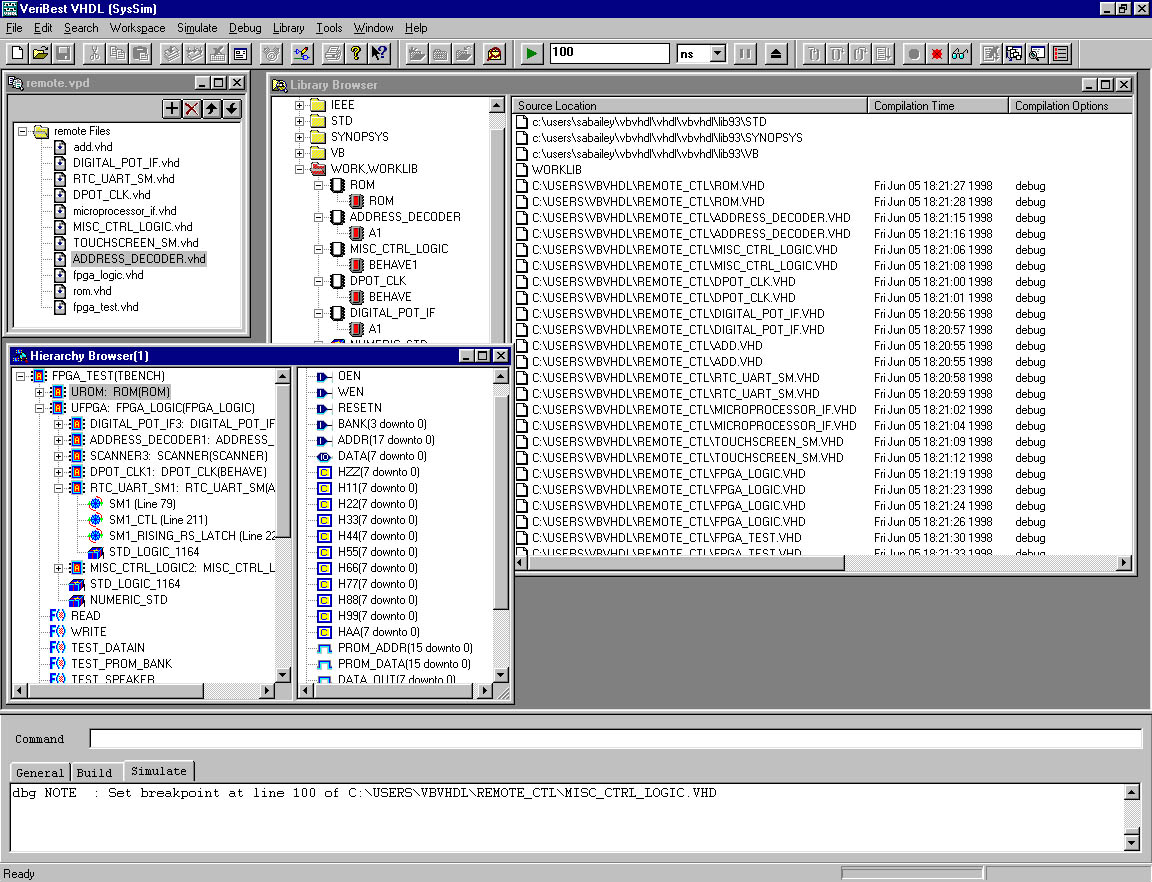 VeriBest VHDL (SysSim)
File Edit Search Workspace Simulate Debug Library Tools Window Help
100 ns
remote.vpd
remote Files
add.vhd
DIGITAL_POT_IF.vhd
RTC_UART_SM.vhd
DPOT_CLK.vhd
microprocessor_if.vhd
MISC_CTRL_LOGIC.vhd
TOUCHSCREEN_SM.vhd
ADDRESS_DECODER.vhd
fpga_logic.vhd
rom.vhd
fpga_test.vhd
Library Browser
IEEE
STD
SYNOPSYS
VB
WORK,WORKLIB
ROM
ROM
ADDRESS_DECODER
A1
MISC_CTRL_LOGIC
BEHAVE1
DPOT_CLK
BEHAVE
DIGITAL_POT_IF
A1
NUMERIC_STD
Source Location Compilation Time Compilation Options
c:\users\sabailey\vbvhdl\vhdl\vbvhdl\lib93\STD
c:\users\sabailey\vbvhdl\vhdl\vbvhdl\lib93\SYNOPSYS
c:\users\sabailey\vbvhdl\vhdl\vbvhdl\lib93\VB
WORKLIB
C:\USERS\VBVHDL\REMOTE_CTL\ROM.VHD Fri Jun 05 18:21:27 1998 debug
C:\USERS\VBVHDL\REMOTE_CTL\ROM.VHD Fri Jun 05 18:21:28 1998 debug
C:\USERS\VBVHDL\REMOTE_CTL\ADDRESS_DECODER.VHD Fri Jun 05 18:21:15 1998 debug
C:\USERS\VBVHDL\REMOTE_CTL\ADDRESS_DECODER.VHD Fri Jun 05 18:21:16 1998 debug
C:\USERS\VBVHDL\REMOTE_CTL\MISC_CTRL_LOGIC.VHD Fri Jun 05 18:21:06 1998 debug
C:\USERS\VBVHDL\REMOTE_CTL\MISC_CTRL_LOGIC.VHD Fri Jun 05 18:21:08 1998 debug
C:\USERS\VBVHDL\REMOTE_CTL\DPOT_CLK.VHD Fri Jun 05 18:21:00 1998 debug
C:\USERS\VBVHDL\REMOTE_CTL\DPOT_CLK.VHD Fri Jun 05 18:21:01 1998 debug
C:\USERS\VBVHDL\REMOTE_CTL\DIGITAL_POT_IF.VHD Fri Jun 05 18:20:56 1998 debug
C:\USERS\VBVHDL\REMOTE_CTL\DIGITAL_POT_IF.VHD Fri Jun 05 18:20:57 1998 debug
C:\USERS\VBVHDL\REMOTE_CTL\ADD.VHD Fri Jun 05 18:20:55 1998 debug
C:\USERS\VBVHDL\REMOTE_CTL\ADD.VHD Fri Jun 05 18:20:55 1998 debug
C:\USERS\VBVHDL\REMOTE_CTL\RTC_UART_SM.VHD Fri Jun 05 18:20:58 1998 debug
C:\USERS\VBVHDL\REMOTE_CTL\RTC_UART_SM.VHD Fri Jun 05 18:20:59 1998 debug
C:\USERS\VBVHDL\REMOTE_CTL\MICROPROCESSOR_IF.VHD Fri Jun 05 18:21:02 1998 debug
C:\USERS\VBVHDL\REMOTE_CTL\MICROPROCESSOR_IF.VHD Fri Jun 05 18:21:04 1998 debug
C:\USERS\VBVHDL\REMOTE_CTL\TOUCHSCREEN_SM.VHD Fri Jun 05 18:21:09 1998 debug
C:\USERS\VBVHDL\REMOTE_CTL\TOUCHSCREEN_SM.VHD Fri Jun 05 18:21:12 1998 debug
C:\USERS\VBVHDL\REMOTE_CTL\FPGA_LOGIC.VHD Fri Jun 05 18:21:19 1998 debug
C:\USERS\VBVHDL\REMOTE_CTL\FPGA_LOGIC.VHD Fri Jun 05 18:21:23 1998 debug
C:\USERS\VBVHDL\REMOTE_CTL\FPGA_LOGIC.VHD Fri Jun 05 18:21:24 1998 debug
C:\USERS\VBVHDL\REMOTE_CTL\FPGA_LOGIC.VHD Fri Jun 05 18:21:26 1998 debug
C:\USERS\VBVHDL\REMOTE_CTL\FPGA_TEST.VHD Fri Jun 05 18:21:30 1998 debug
C:\USERS\VBVHDL\REMOTE_CTL\FPGA_TEST.VHD Fri Jun 05 18:21:33 1998 debug
Hierarchy Browser(1)
FPGA_TEST(TBENCH)
UROM: ROM(ROM)
UFPGA: FPGA_LOGIC(FPGA_LOGIC)
DIGITAL_POT_IF3: DIGITAL_POT_IF
ADDRESS_DECODER1: ADDRESS_
SCANNER3: SCANNER(SCANNER)
DPOT_CLK1: DPOT_CLK(BEHAVE)
RTC_UART_SM1: RTC_UART_SM(A
SM1 (Line 79)
SM1_CTL (Line 211)
SM1_RISING_RS_LATCH (Line 22
STD_LOGIC_1164
MISC_CTRL_LOGIC2: MISC_CTRL_L
STD_LOGIC_1164
NUMERIC_STD
F(x) READ
F(x) WRITE
F(x) TEST_DATAIN
F(x) TEST_PROM_BANK
F(x) TEST_SPEAKER
OEN
WEN
RESETN
BANK(3 downto 0)
ADDR(17 downto 0)
DATA(7 downto 0)
C HZZ(7 downto 0)
C H11(7 downto 0)
C H22(7 downto 0)
C H33(7 downto 0)
C H44(7 downto 0)
C H55(7 downto 0)
C H66(7 downto 0)
C H77(7 downto 0)
C H88(7 downto 0)
C H99(7 downto 0)
C HAA(7 downto 0)
PROM_ADDR(15 downto 0)
PROM_DATA(15 downto 0)
DATA_OUT(7 downto 0)
Command
General Build Simulate
dbg NOTE : Set breakpoint at line 100 of C:\USERS\VBVHDL\REMOTE_CTL\MISC_CTRL_LOGIC.VHD
Ready